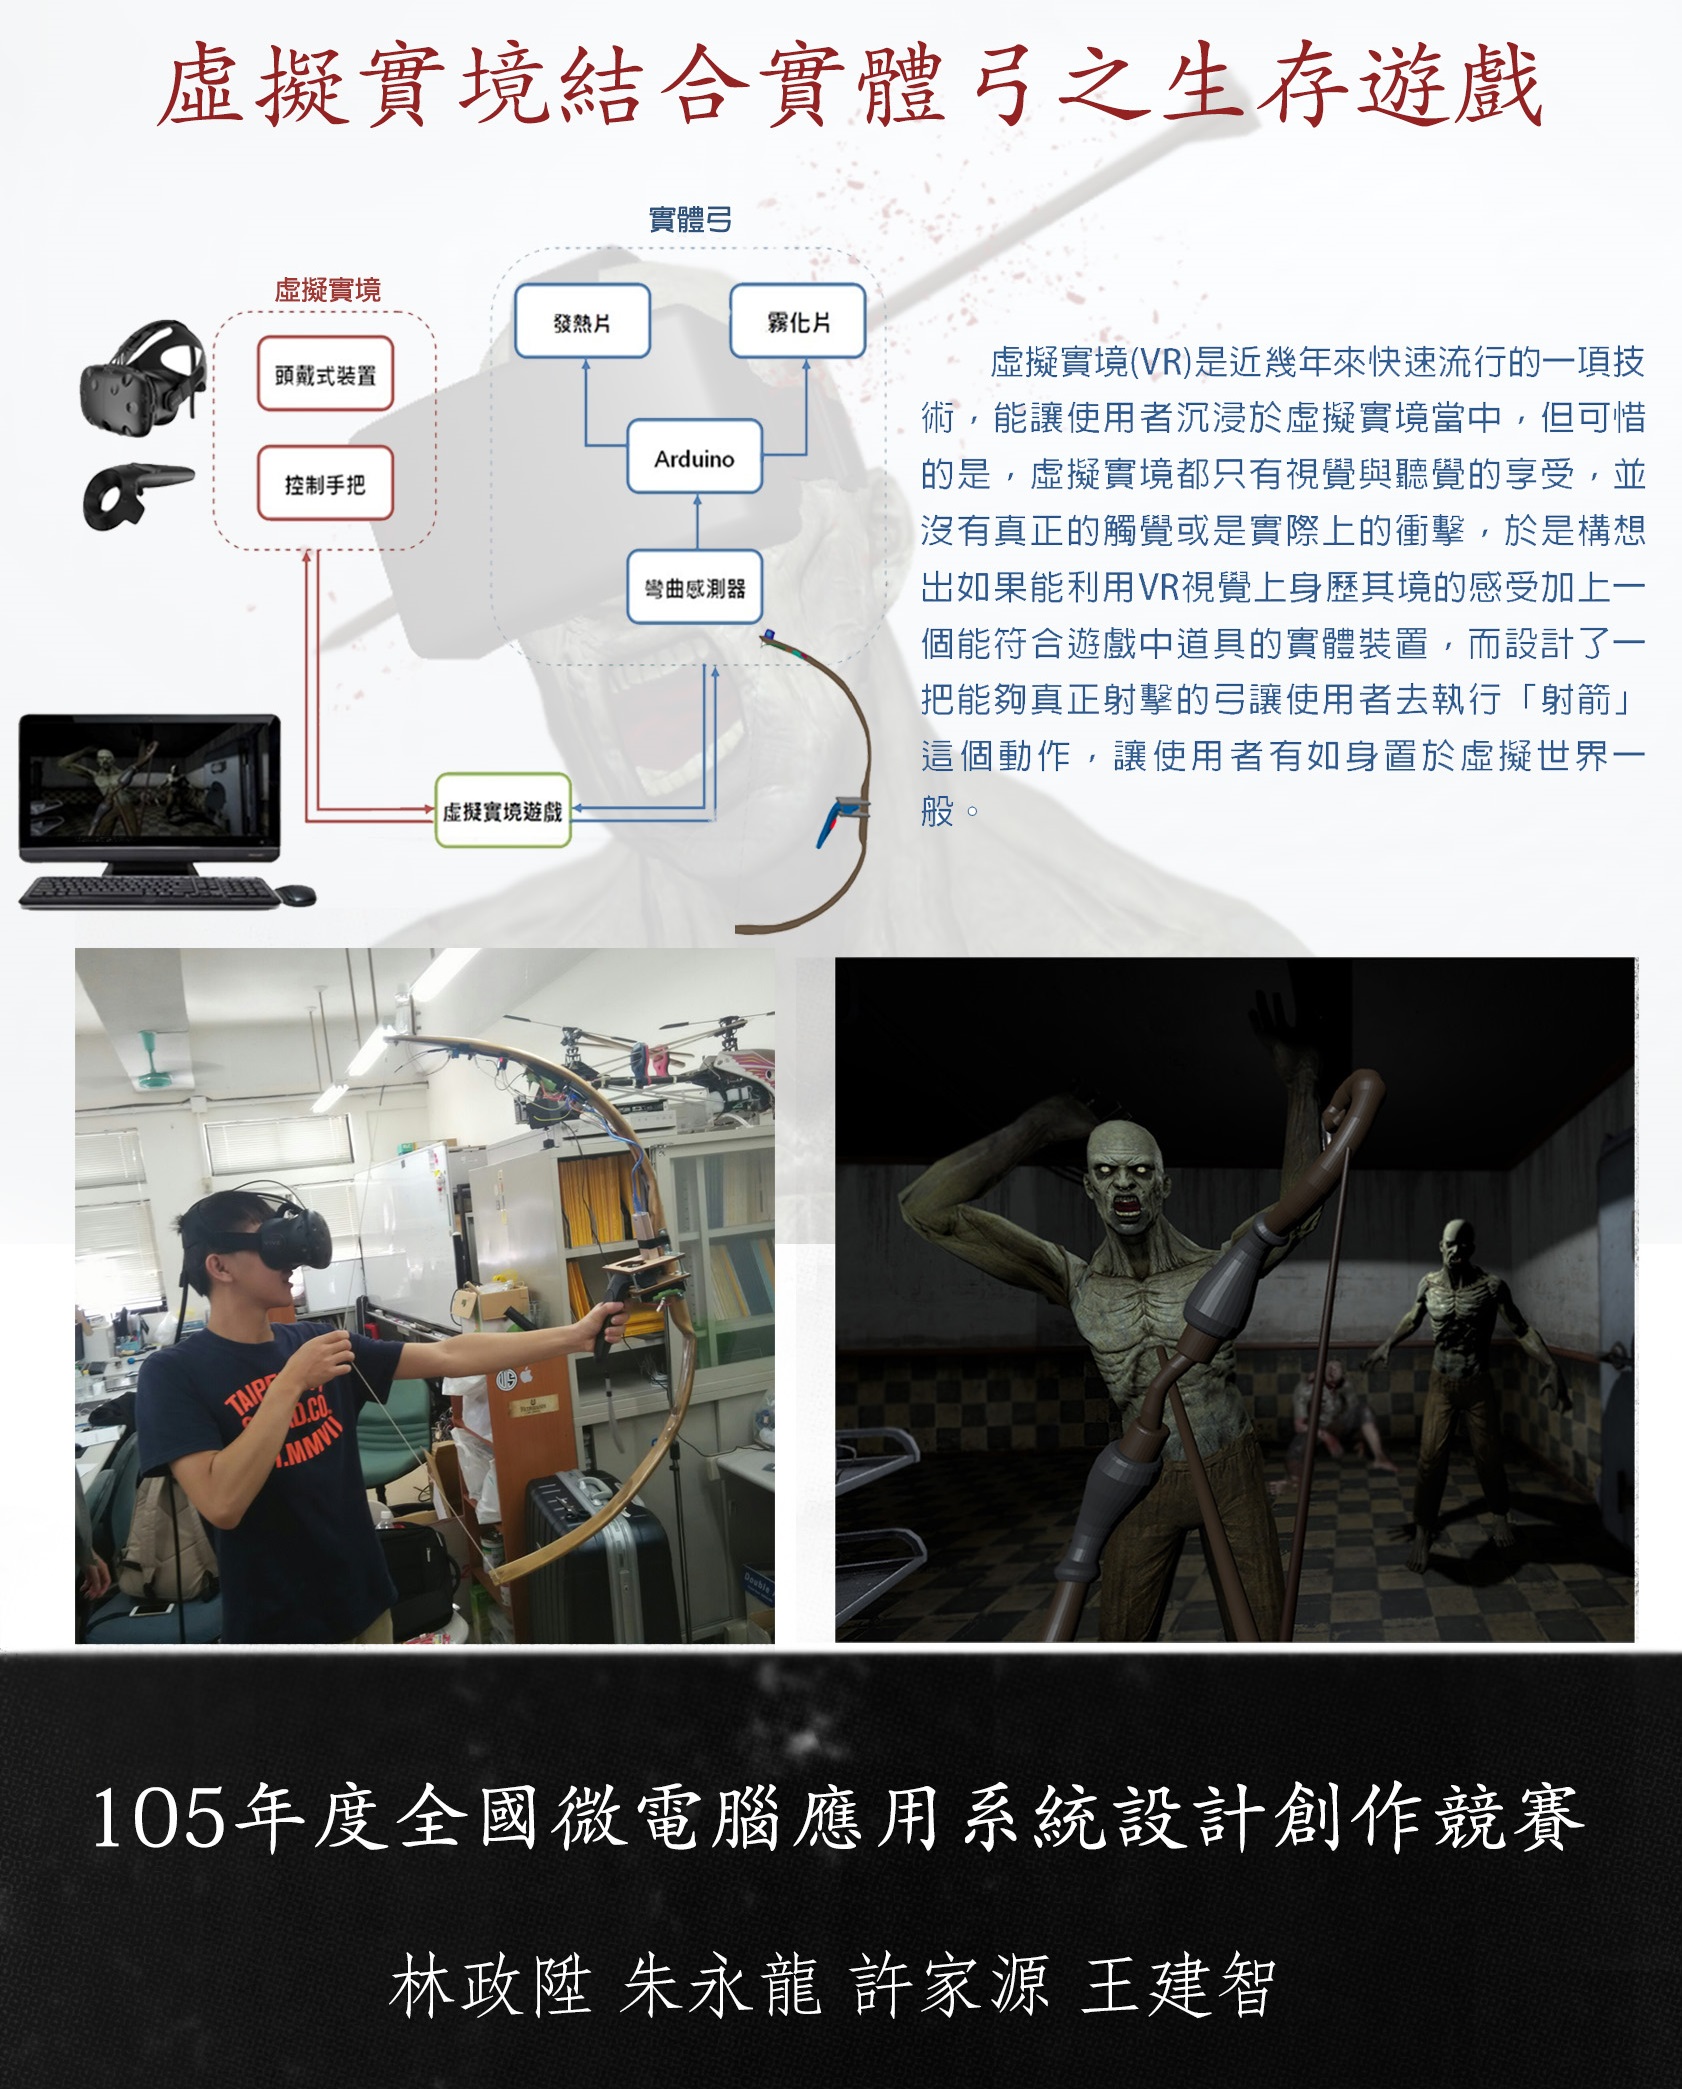 虛擬實境結合實體弓之生存遊戲
實體弓
虛擬實境
發熱片
霧化片
頭戴式裝置
控制手把
Arduino
彎曲感測器
虛擬實境遊戲
虛擬實境(VR)是近幾年來快速流行的一項技
術，能讓使用者沉浸於虛擬實境當中，但可惜
的是，虛擬實境都只有視覺與聽覺的享受，並
沒有真正的觸覺或是實際上的衝擊，於是構想
出如果能利用VR視覺上身歷其境的感受加上一
個能符合遊戲中道具的實體裝置，而設計了一
把能夠真正射擊的弓讓使用者去執行「射箭」
這個動作，讓使用者有如身置於虛擬世界一
般。
105年度全國微電腦應用系統設計創作競賽
林政陞 朱永龍 許家源 王建智